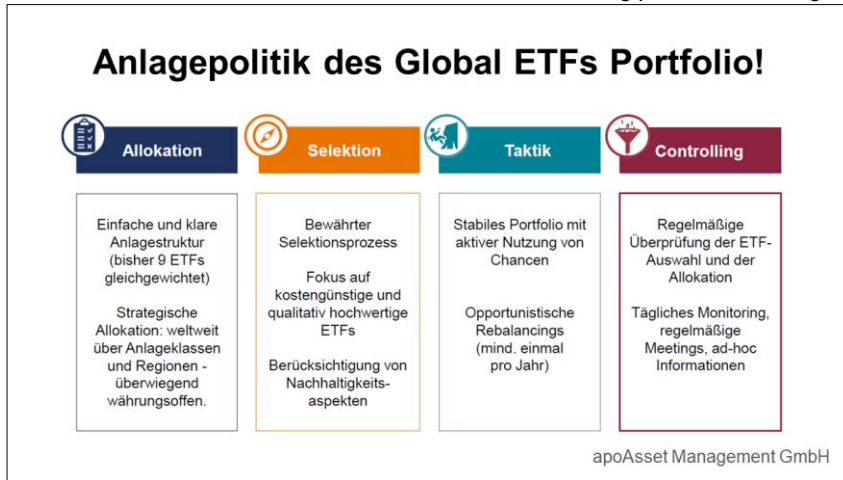 Anlagepolitik des Global ETFs Portfolio!
Allokation
Einfache und klare
Anlagestruktur
(bisher 9 ETFs
gleichgewichtet)
Strategische
Allokation: weltweit
über Anlageklassen
und Regionen -
überwiegend
währungsoffen.
Selektion
Bewährter
Selektionsprozess
Fokus auf
kostengünstige und
qualitativ hochwertige
ETFs
Berücksichtigung von
Nachhaltigkeits-
aspekten
Taktik
Stabiles Portfolio mit
aktiver Nutzung von
Chancen
Opportunistische
Rebalancings
(mind. einmal
pro Jahr)
Controlling
Regelmäßige
Überprüfung der ETF-
Auswahl und der
Allokation
Tägliches Monitoring,
regelmäßige
Meetings, ad-hoc
Informationen
apoAsset Management GmbH